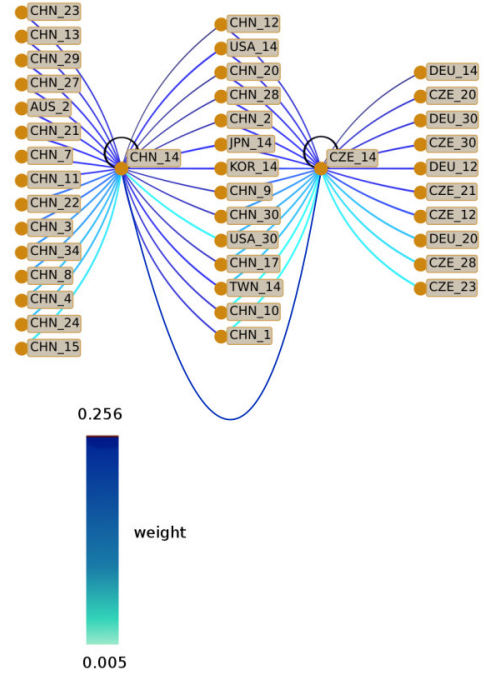 CHN_23
CHN_13
CHN_29
CHN_27
AUS_2
CHN_21
CHN_7
CHN_11
CHN_22
CHN_3
CHN_34
CHN_8
CHN_4
CHN_24
CHN_15
CHN_14
CHN_12
USA_14
CHN_20
CHN_28
CHN_2
JPN_14
KOR_14
CHN_9
CHN_30
USA_30
CHN_17
TWN_14
CHN_10
CHN_1
CZE_14
DEU_14
CZE_20
DEU_30
CZE_30
DEU_12
CZE_21
CZE_12
DEU_20
CZE_28
CZE_23
0.256
weight
0.005